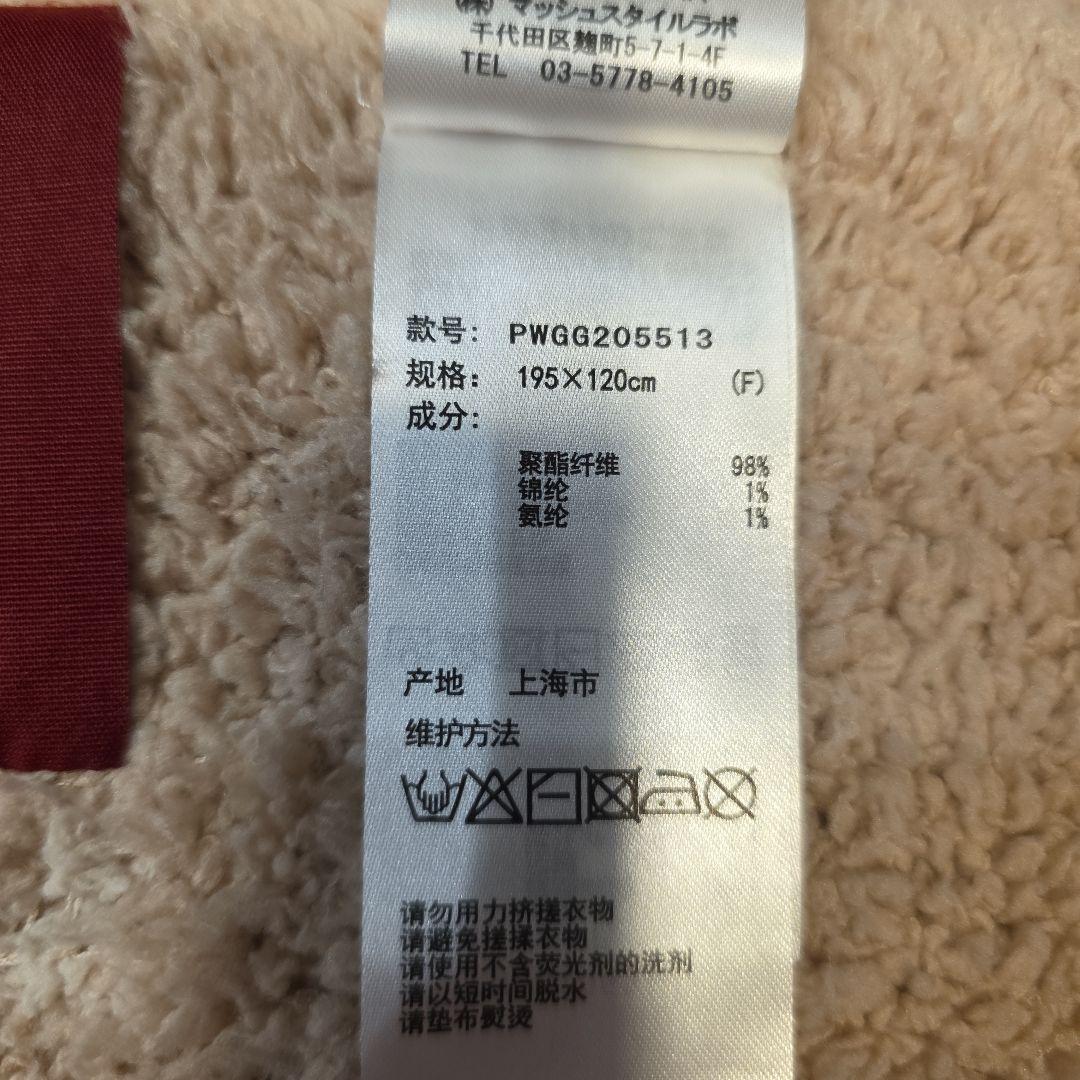 (株) マッシュスタイルラボ
千代田区麹町5-7-1-4F
TEL 03-5778-4105
款号: PWGG205513
规格: 195×120cm (F)
成分:
聚酯纤维 98%
锦纶 1%
氨纶 1%
产地 上海市
维护方法
请勿用力挤搓衣物
请避免搓揉衣物
请使用不含荧光剂的洗剂
请以短时间脱水
请垫布熨烫